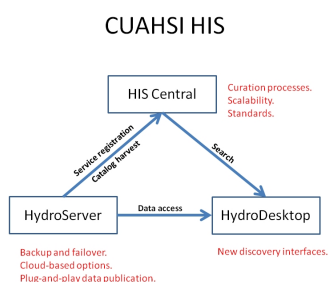 CUAHSI HIS
HIS Central
Curation processes.
Scalability.
Standards.
Service registration
Catalog harvest
Search
HydroServer
Data access
HydroDesktop
Backup and failover.
Cloud-based options.
Plug-and-play data publication.
New discovery interfaces.